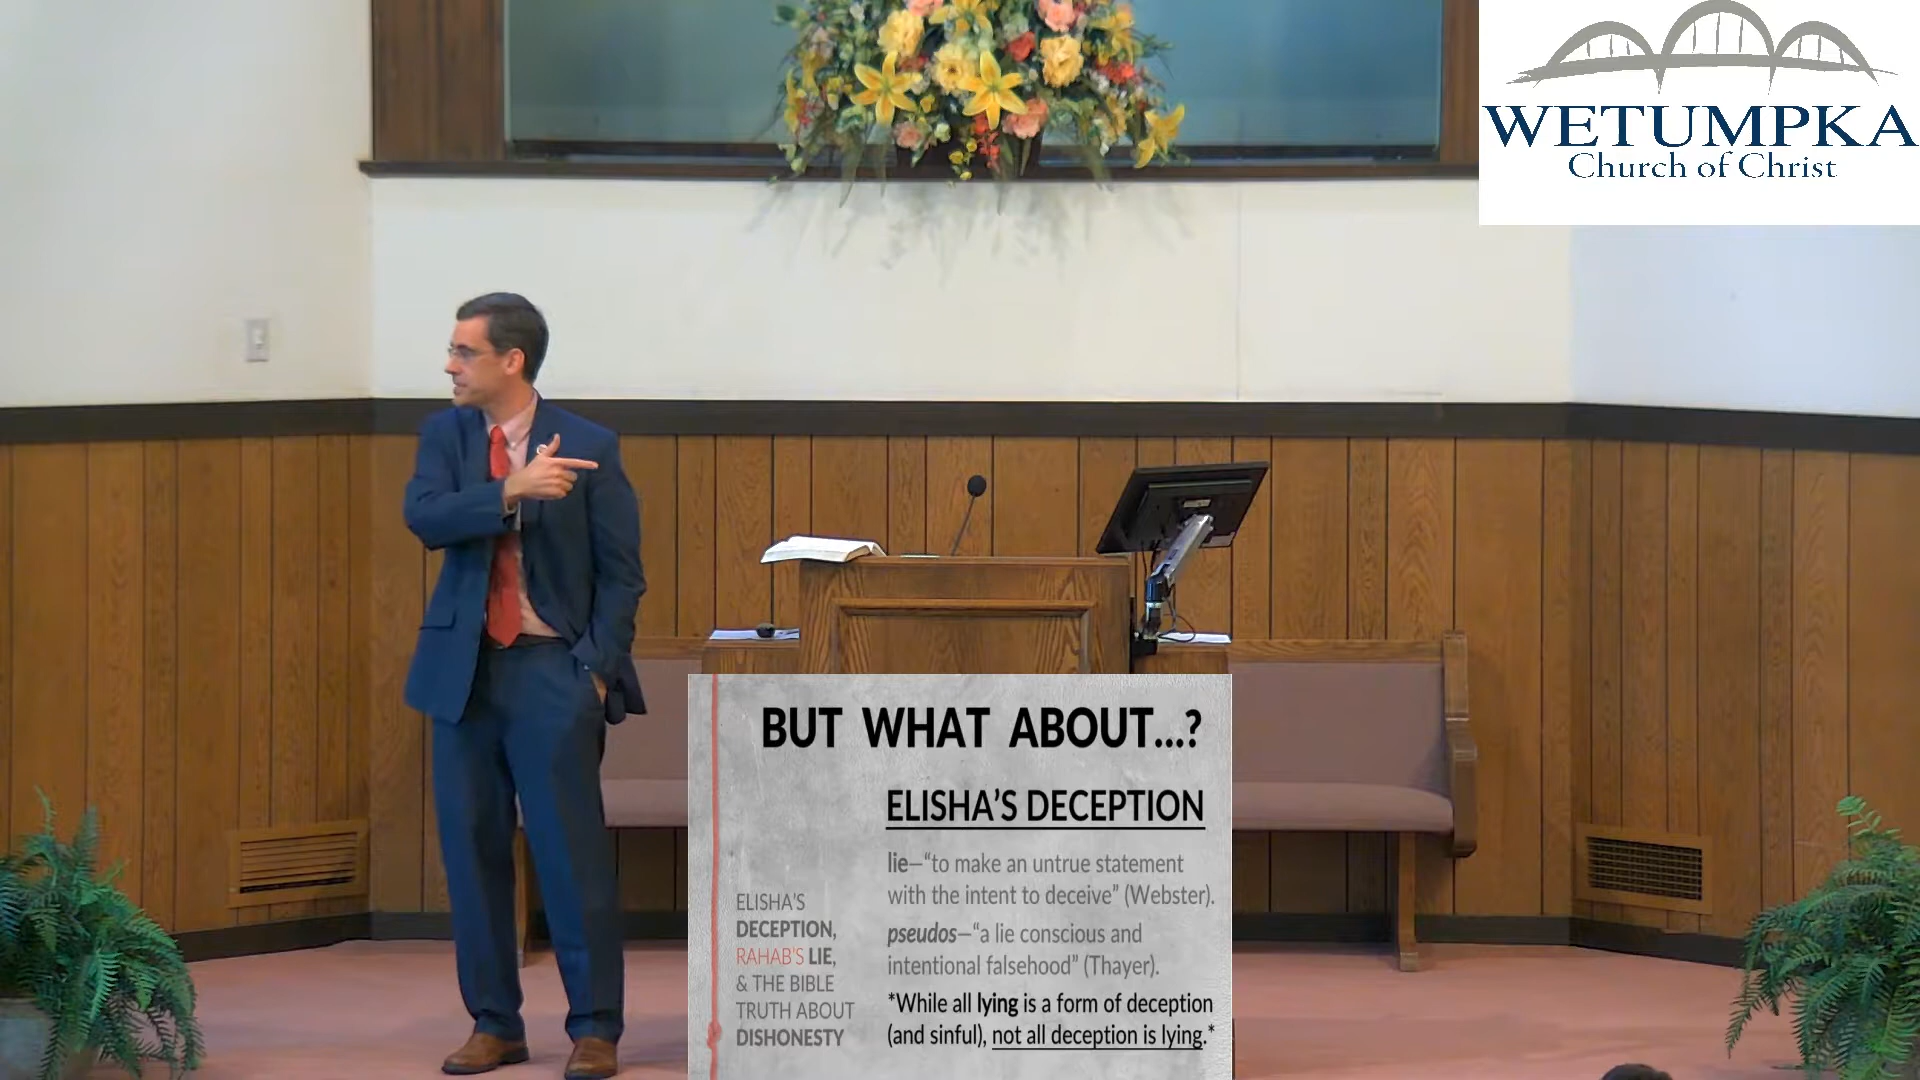 WETUMPKA
Church of Christ
BUT WHAT ABOUT...?
ELISHA'S DECEPTION
lie—“to make an untrue statement
with the intent to deceive” (Webster).
pseudos—“a lie conscious and
intentional falsehood” (Thayer).
*While all lying is a form of deception
(and sinful), not all deception is lying.*
ELISHA'S
DECEPTION,
RAHAB'S LIE,
& THE BIBLE
TRUTH ABOUT
DISHONESTY